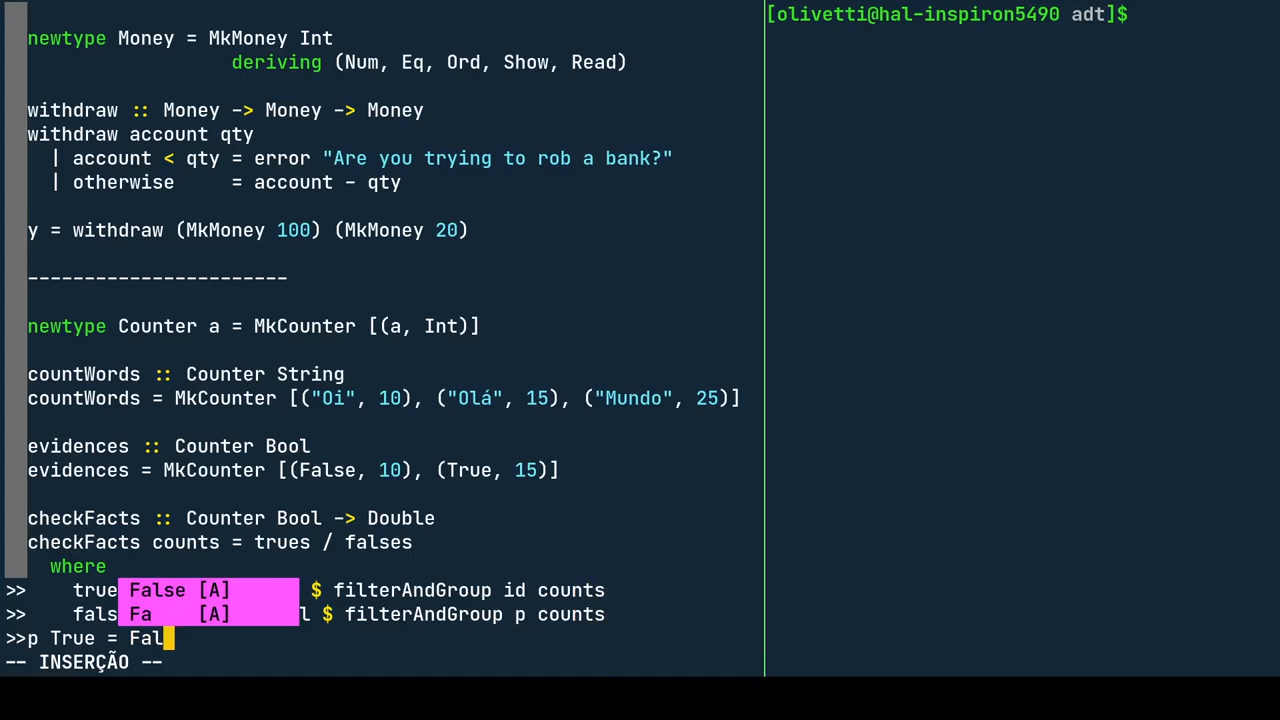 newtype Money = MkMoney Int
deriving (Num, Eq, Ord, Show, Read)
withdraw :: Money -> Money -> Money
withdraw account qty
| account < qty = error "Are you trying to rob a bank?"
| otherwise     = account - qty
y = withdraw (MkMoney 100) (MkMoney 20)
-----------------------
newtype Counter a = MkCounter [(a, Int)]
countWords :: Counter String
countWords = MkCounter [("Oi", 10), ("Olá", 15), ("Mundo", 25)]
evidences :: Counter Bool
evidences = MkCounter [(False, 10), (True, 15)]
checkFacts :: Counter Bool -> Double
checkFacts counts = trues / falses
where
>> true False [A] $ filterAndGroup id counts
>> fals Fa [A] l $ filterAndGroup p counts
>>p True = Fal
-- INSERÇÃO --
[olivetti@hal-inspiron5490 adt]$